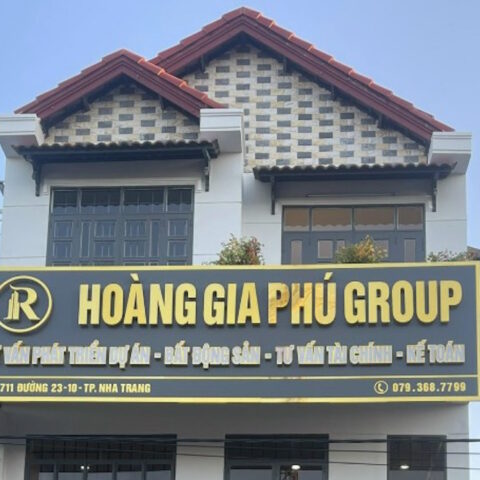 R HOÀNG GIA PHÚ GROUP
VẤN PHÁT TRIỂN DỰ ÁN - BẤT ĐỘNG SẢN - TƯ VẤN TÀI CHÍNH - KẾ TOÁN
711 ĐƯỜNG 23-10 - TP. NHA TRANG 079.368.7799